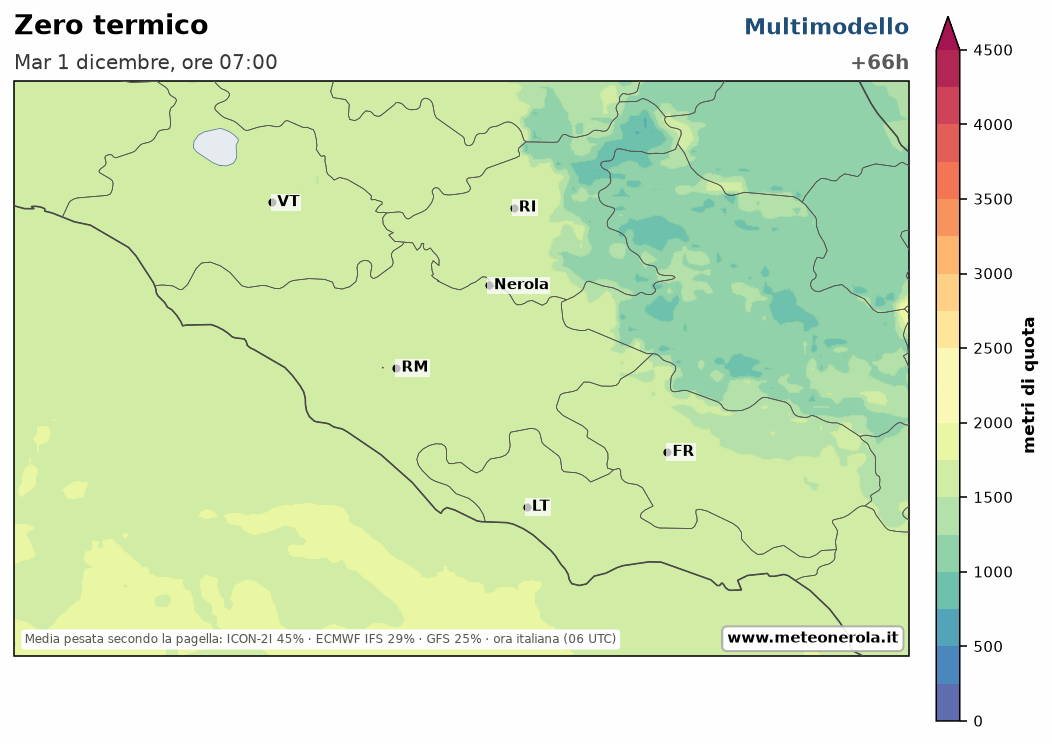 Zero termico
Multimodello
Mar 1 dicembre, ore 07:00
+66h
VT
RI
Nerola
RM
FR
LT
4500
4000
3500
3000
2500
2000
1500
1000
500
0
metri di quota
Media pesata secondo la pagella: ICON-2I 45% · ECMWF IFS 29% · GFS 25% · ora italiana (06 UTC)
www.meteonerola.it